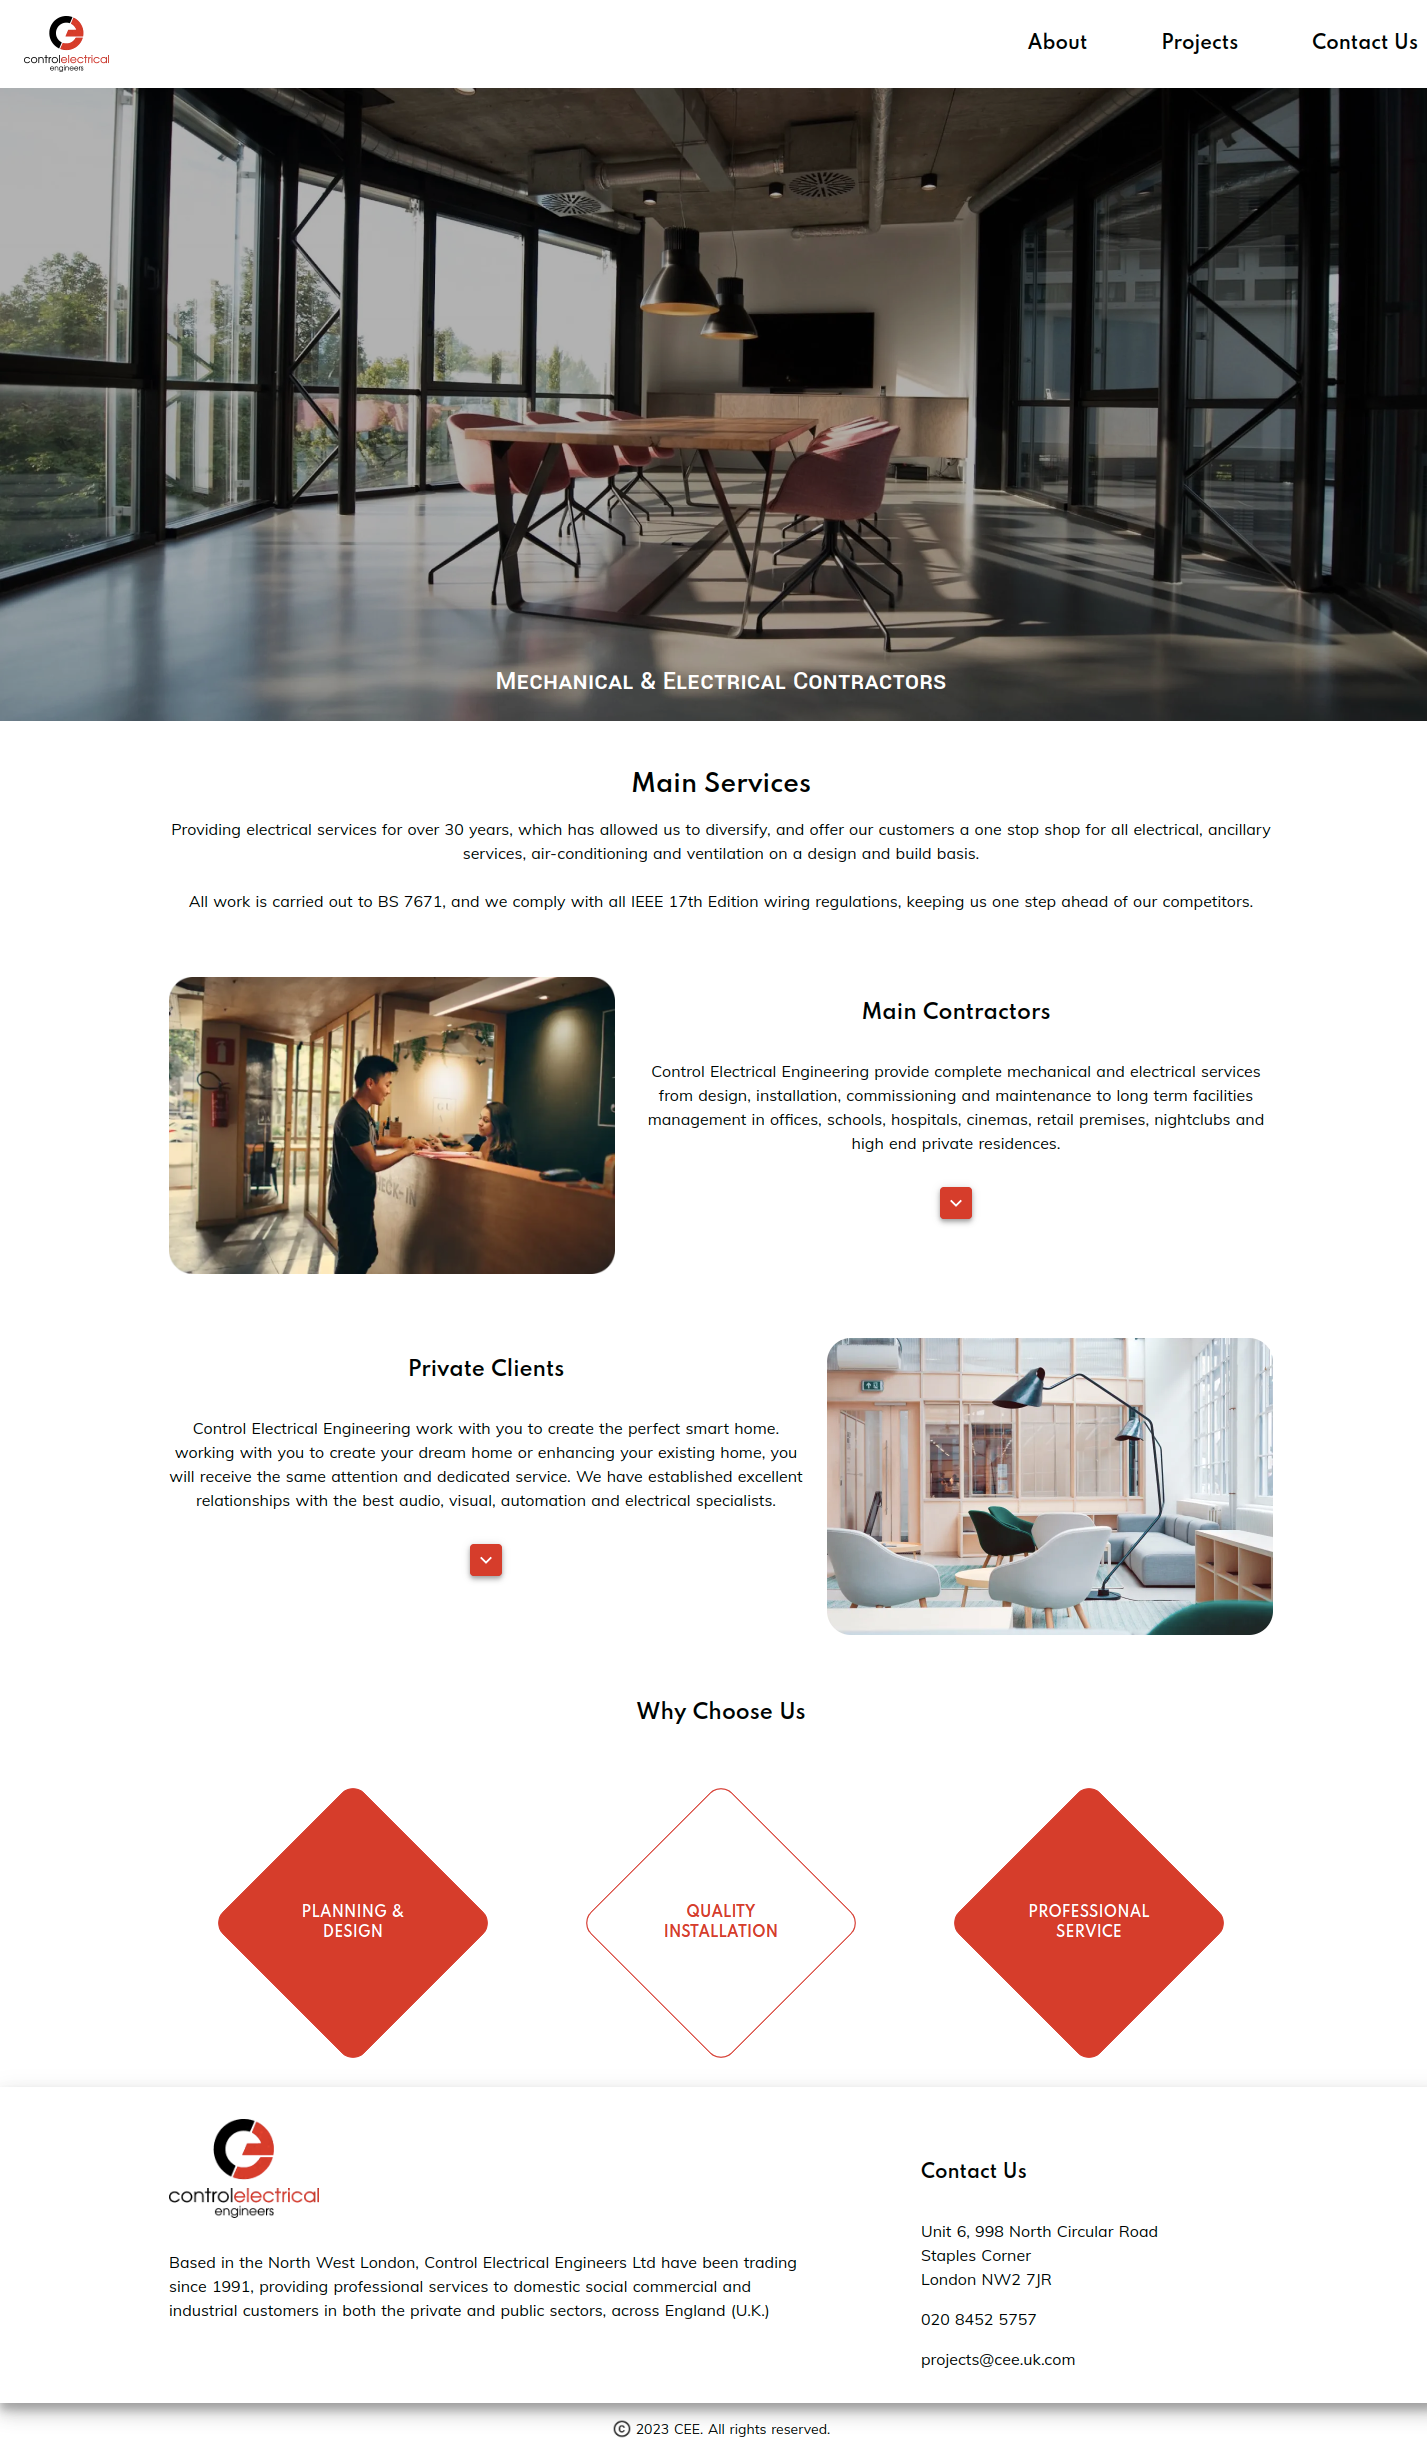 controlelectrical
engineers
About Projects Contact Us
Mechanical & Electrical Contractors
Main Services
Providing electrical services for over 30 years, which has allowed us to diversify, and offer our customers a one stop shop for all electrical, ancillary
services, air-conditioning and ventilation on a design and build basis.
All work is carried out to BS 7671, and we comply with all IEEE 17th Edition wiring regulations, keeping us one step ahead of our competitors.
CHECK-IN
Main Contractors
Control Electrical Engineering provide complete mechanical and electrical services
from design, installation, commissioning and maintenance to long term facilities
management in offices, schools, hospitals, cinemas, retail premises, nightclubs and
high end private residences.
Private Clients
Control Electrical Engineering work with you to create the perfect smart home.
working with you to create your dream home or enhancing your existing home, you
will receive the same attention and dedicated service. We have established excellent
relationships with the best audio, visual, automation and electrical specialists.
Why Choose Us
PLANNING &
DESIGN
QUALITY
INSTALLATION
PROFESSIONAL
SERVICE
controlelectrical
engineers
Based in the North West London, Control Electrical Engineers Ltd have been trading
since 1991, providing professional services to domestic social commercial and
industrial customers in both the private and public sectors, across England (U.K.)
Contact Us
Unit 6, 998 North Circular Road
Staples Corner
London NW2 7JR
020 8452 5757
projects@cee.uk.com
© 2023 CEE. All rights reserved.